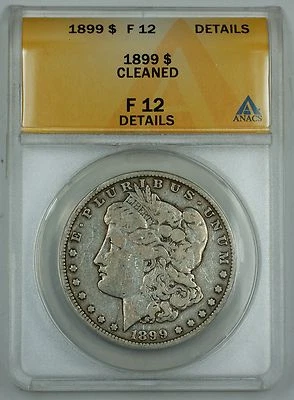 1899 $ F 12 DETAILS
1899 $
CLEANED
F 12
DETAILS
ANACS
E·PLURIBUS·UNUM·
LIBERTY
1899